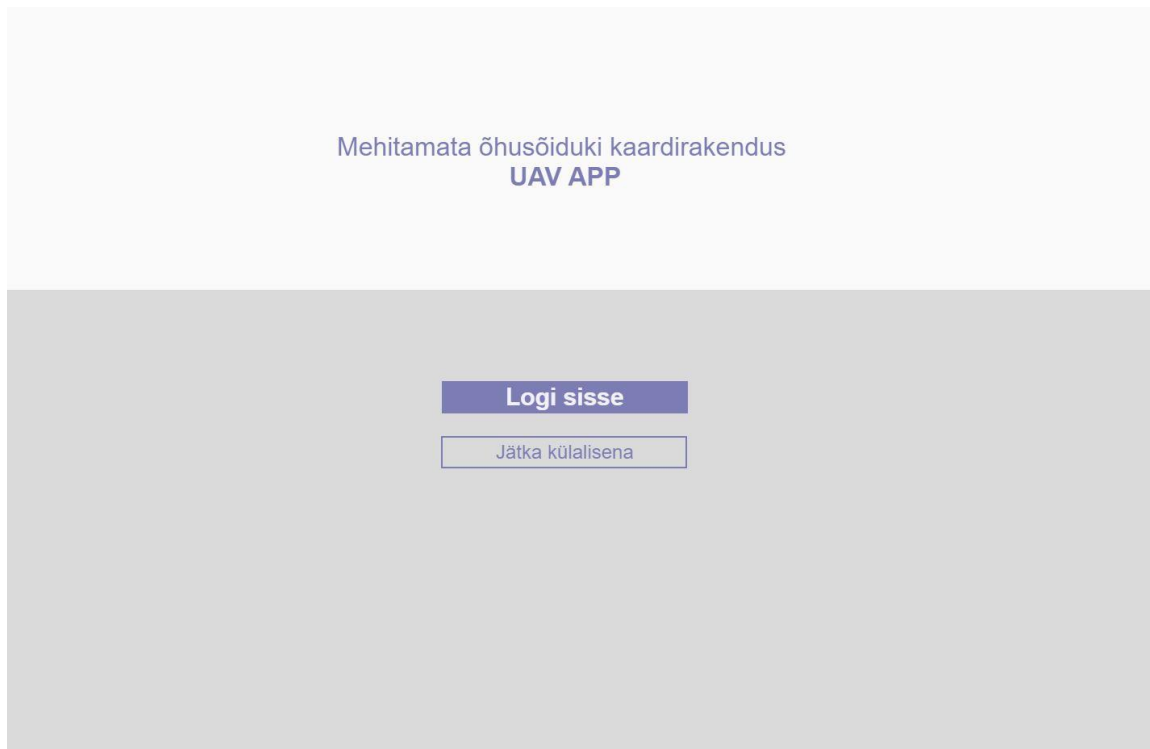 Mehitamata õhusõiduki kaardirakendus
UAV APP
Logi sisse
Jätka külalisena